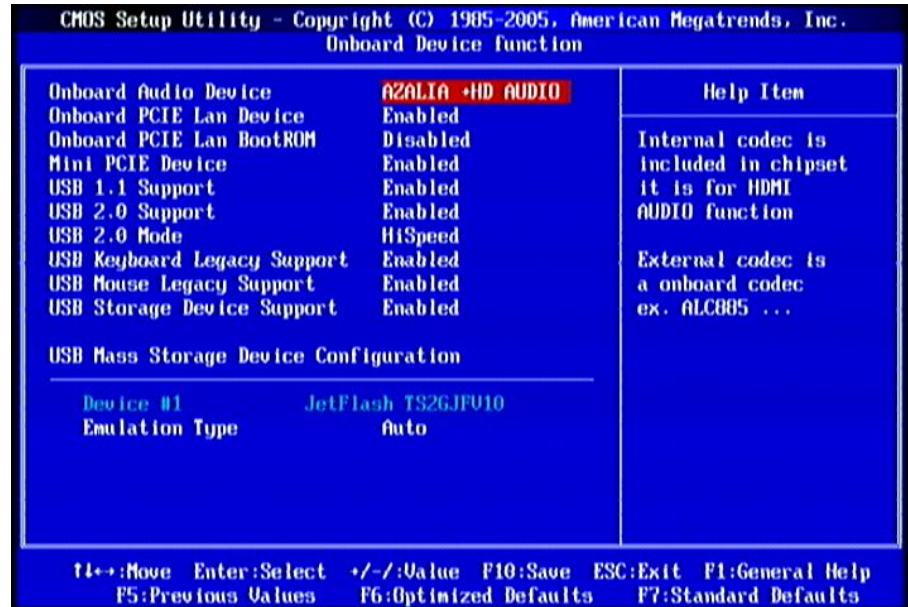 CMOS Setup Utility - Copyright (C) 1985-2005, American Megatrends, Inc.
Onboard Device function
Onboard Audio Device AZALIA +HD AUDIO
Onboard PCIE Lan Device Enabled
Onboard PCIE Lan BootROM Disabled
Mini PCIE Device Enabled
USB 1.1 Support Enabled
USB 2.0 Support Enabled
USB 2.0 Mode HiSpeed
USB Keyboard Legacy Support Enabled
USB Mouse Legacy Support Enabled
USB Storage Device Support Enabled
USB Mass Storage Device Configuration
Device #1 JetFlash TS2GJFV10
Emulation Type Auto
Help Item
Internal codec is
included in chipset
it is for HDMI
AUDIO function
External codec is
a onboard codec
ex. ALC885 ...
↑↓←→:Move Enter:Select +/-/:Value F10:Save ESC:Exit F1:General Help
F5:Previous Values F6:Optimized Defaults F7:Standard Defaults